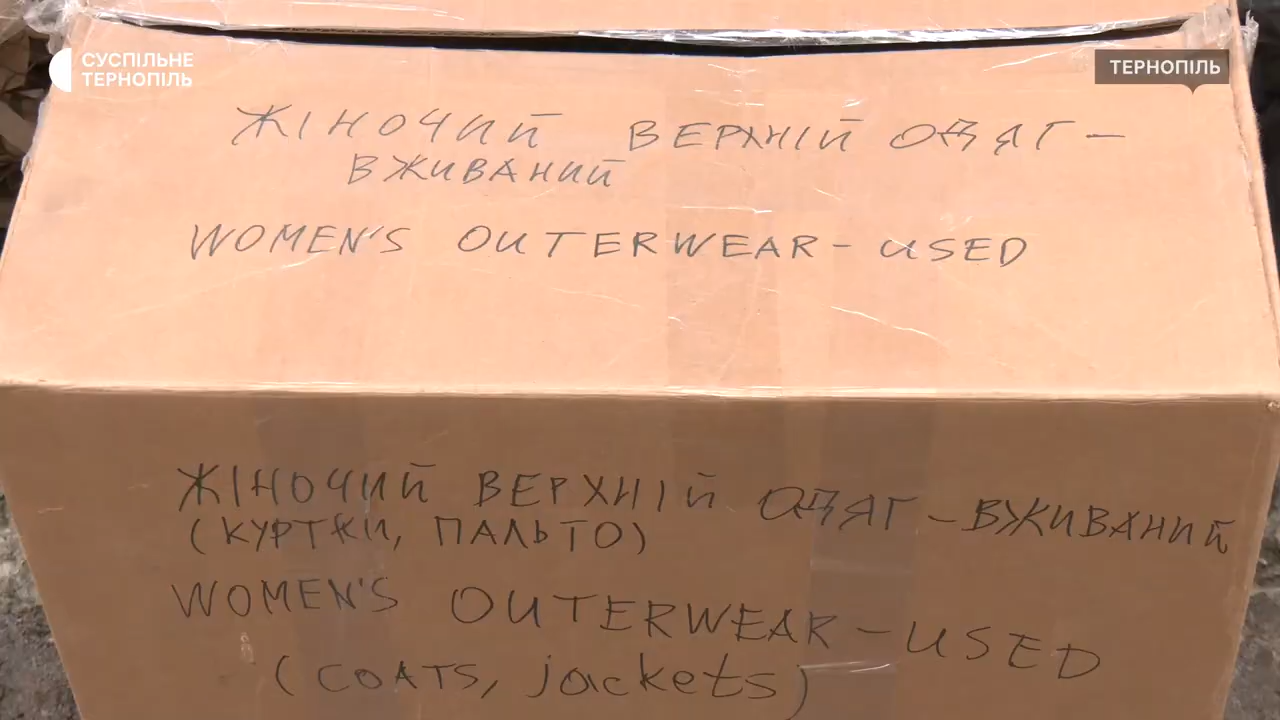 СУСПІЛЬНЕ
ТЕРНОПІЛЬ
ТЕРНОПІЛЬ
ЖІНОЧИЙ ВЕРХНІЙ ОДЯГ –
ВЖИВАНИЙ
WOMEN'S OUTERWEAR - USED
ЖІНОЧИЙ ВЕРХНІЙ ОДЯГ – ВЖИВАНИЙ
(КУРТКИ, ПАЛЬТО)
WOMEN'S OUTERWEAR - USED
(COATS, jackets)